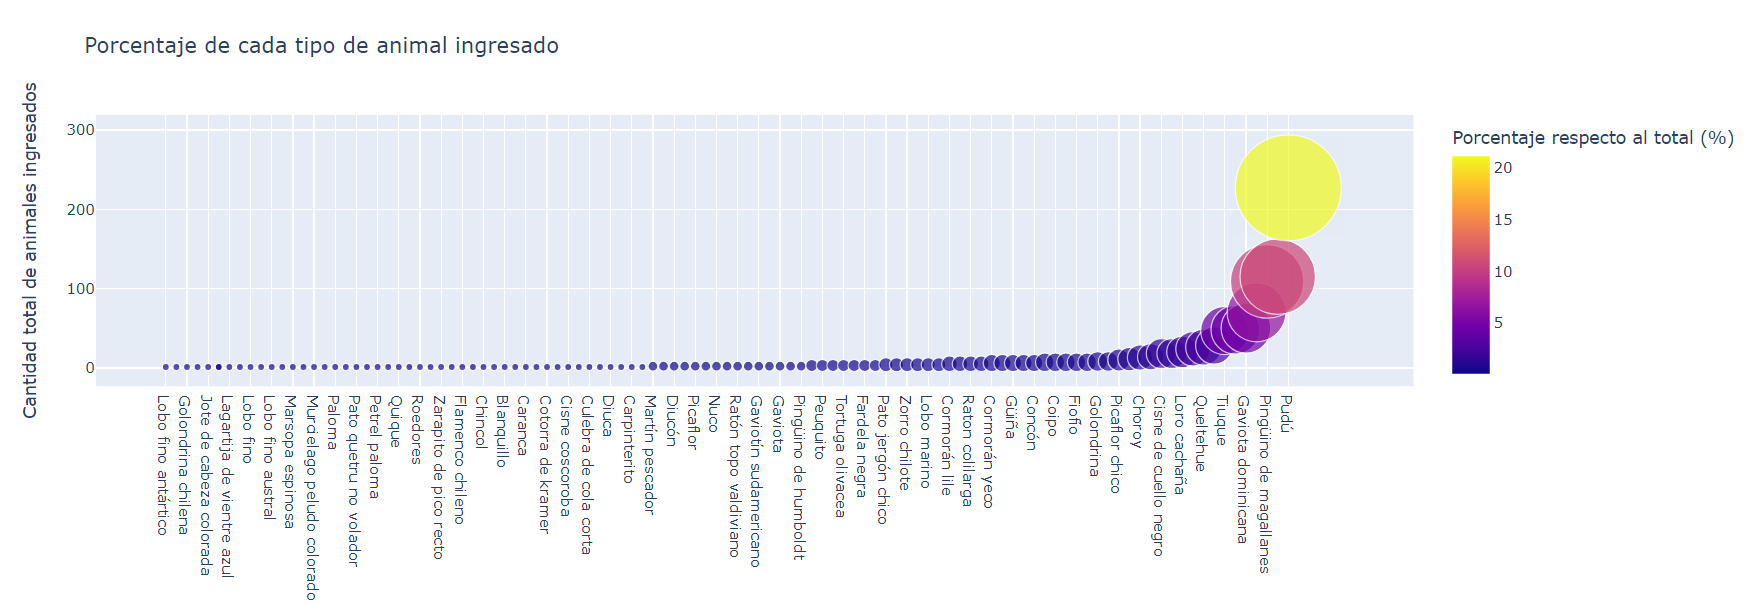 Porcentaje de cada tipo de animal ingresado
Cantidad total de animales ingresados
300
200
100
0
Lobo fino antártico
Golondrina chilena
Jote de cabeza colorada
Lagartija de vientre azul
Lobo fino
Lobo fino austral
Marsopa espinosa
Murcielago peludo colorado
Paloma
Pato quetru no volador
Petrel paloma
Quique
Roedores
Zarapito de pico recto
Flamenco chileno
Chincol
Blanquillo
Caranca
Cotorra de kramer
Cisne coscoroba
Culebra de cola corta
Diuca
Carpinterito
Martín pescador
Diucón
Picaflor
Nuco
Ratón topo valdiviano
Gaviotín sudamericano
Gaviota
Pingüino de humboldt
Peuquito
Tortuga olivacea
Fardela negra
Pato jergón chico
Zorro chilote
Lobo marino
Cormorán lile
Raton colilarga
Cormorán yeco
Güiña
Concón
Coipo
Fiofío
Golondrina
Picaflor chico
Choroy
Cisne de cuello negro
Loro cachaña
Queltehue
Tiuque
Gaviota dominicana
Pingüino de magallanes
Pudú
Porcentaje respecto al total (%)
20
15
10
5